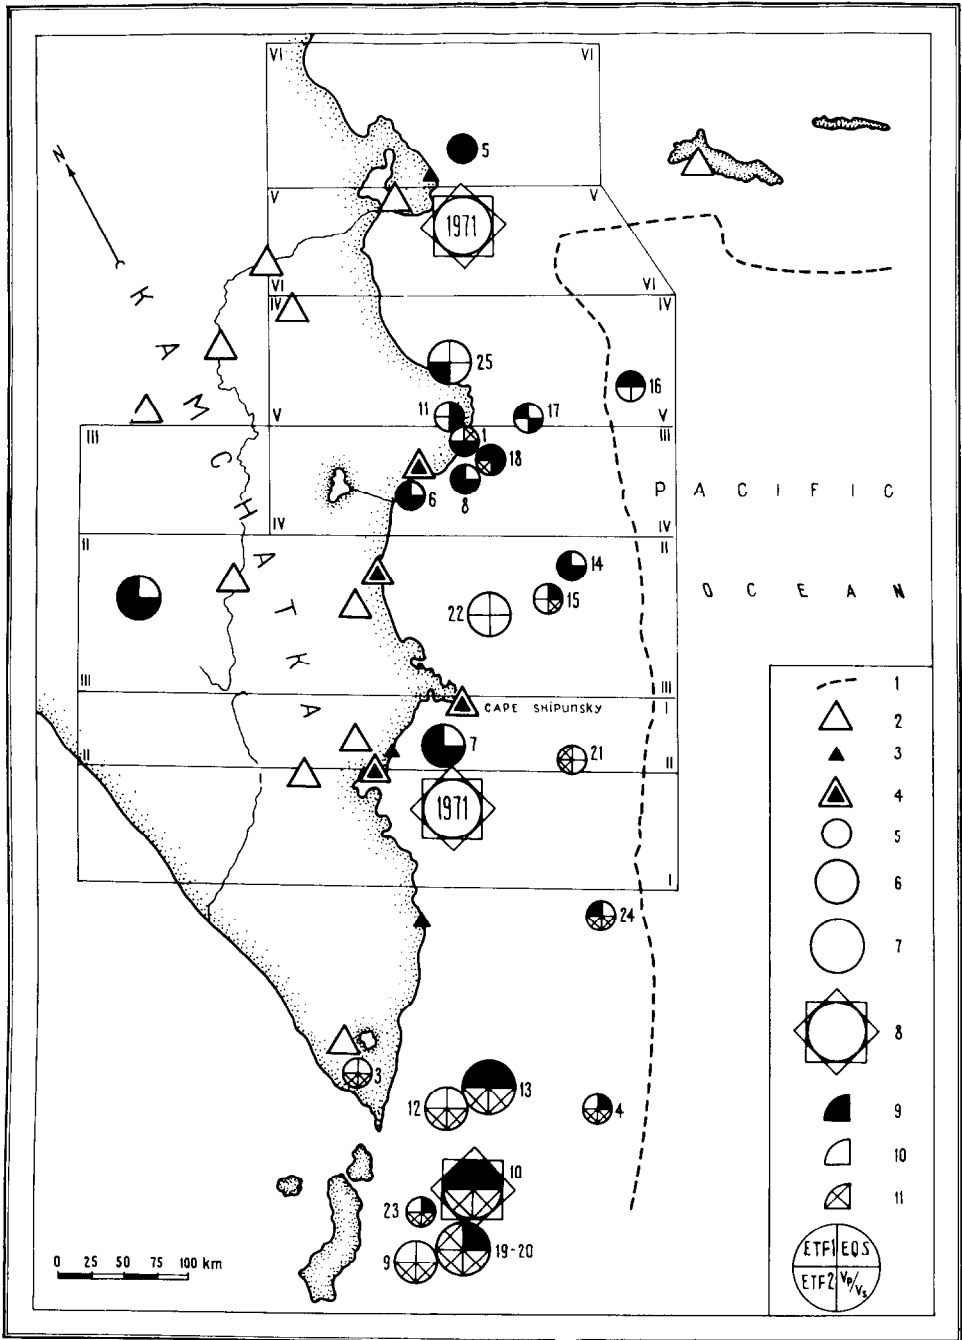 VI VI
N
5
V V
1971
VI VI
IV IV
25
16
11 17
V V
III III
1
18
6 8
KAMCHATKA
PACIFIC
OCEAN
IV IV
II II
14
15
22
III III
I
CAPE SHIPUNSKY
7
21
II II
1971
I
24
3
13
12 4
10
23
19-20
9
0 25 50 75 100 km
1
2
3
4
5
6
7
8
9
10
11
ETF1 EQS
ETF2 Vp/Vs